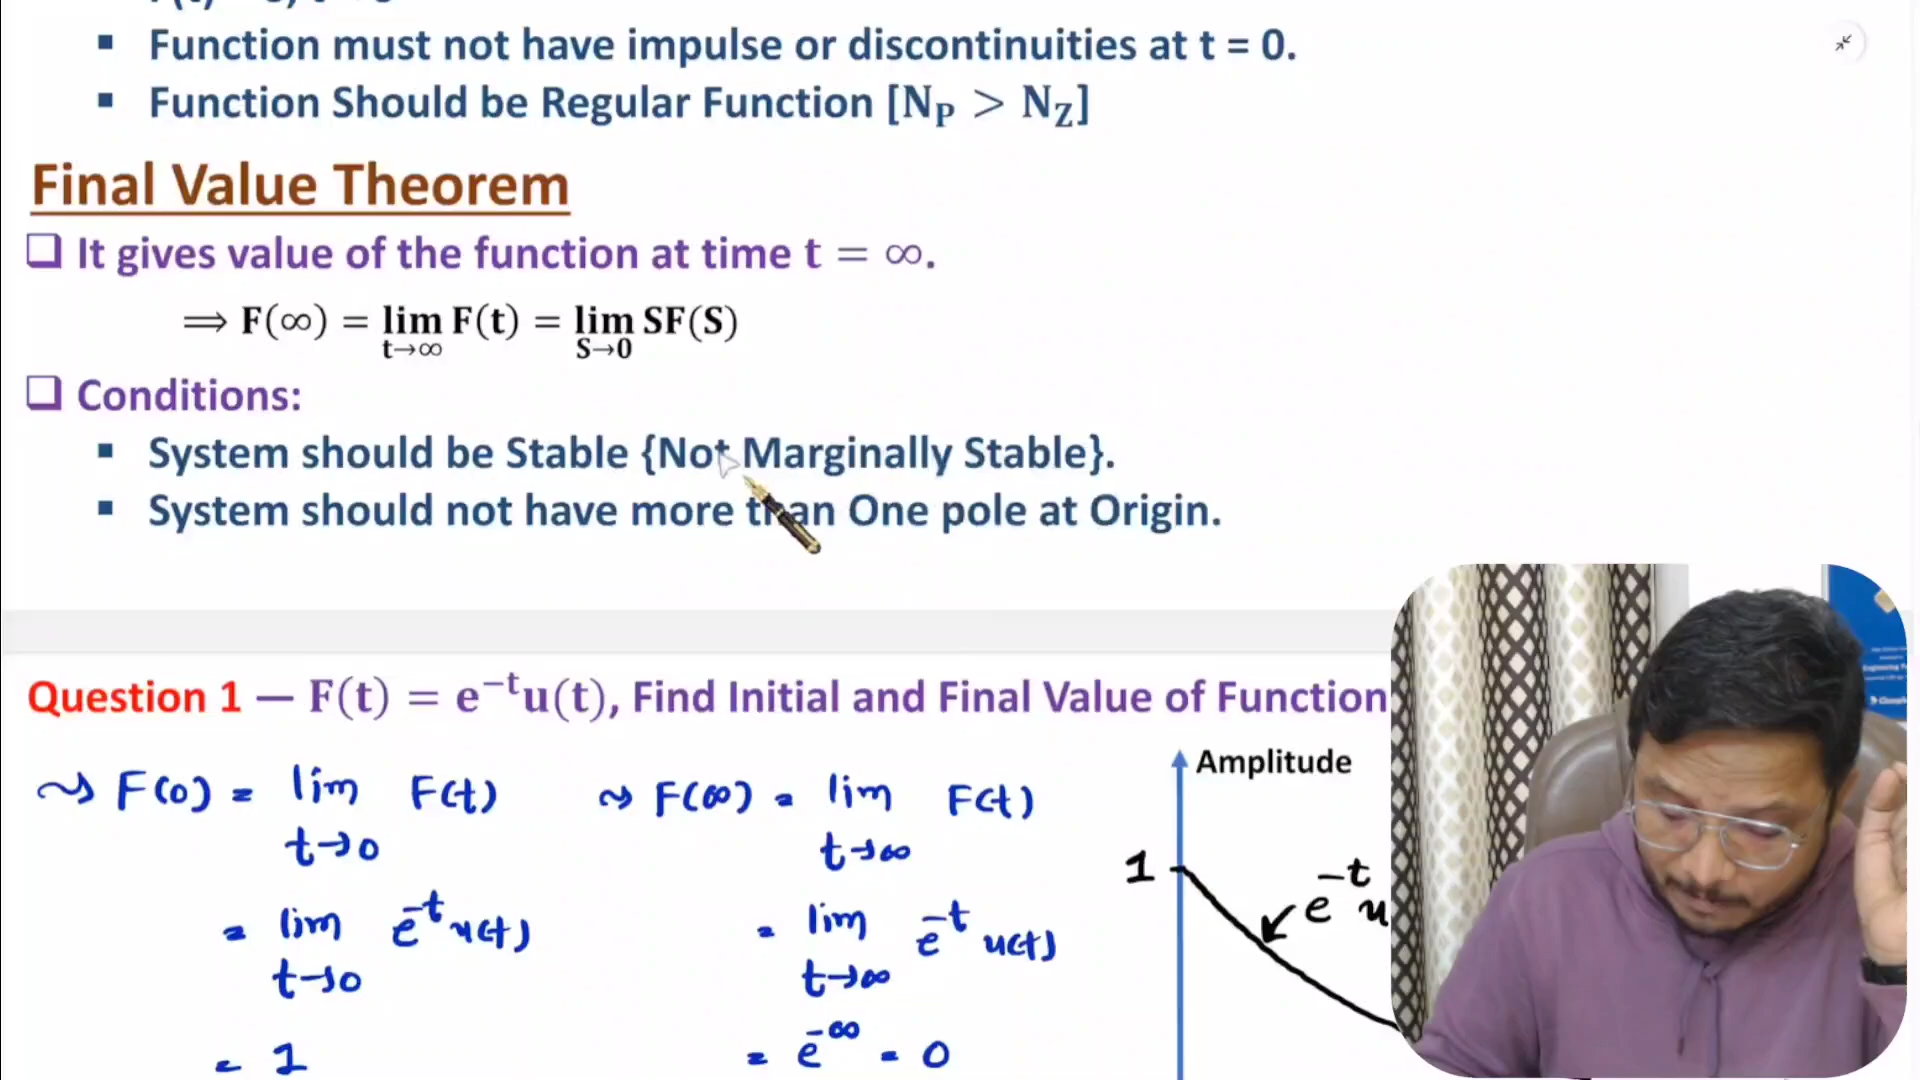 ▪ Function must not have impulse or discontinuities at t = 0.
▪ Function Should be Regular Function [N_P > N_Z]
Final Value Theorem
❑ It gives value of the function at time t = ∞.
⟹ F(∞) = lim F(t) = lim SF(S)
t→∞ S→0
❑ Conditions:
▪ System should be Stable {Not Marginally Stable}.
▪ System should not have more than One pole at Origin.
Question 1 — F(t) = e^{−t}u(t), Find Initial and Final Value of Function
Amplitude
F(0) = lim F(t)
t→0
= lim e^{-t} u(t)
t→0
= 1
F(∞) = lim F(t)
t→∞
= lim e^{-t} u(t)
t→∞
= e^{-∞} = 0
1
e^{-t} u